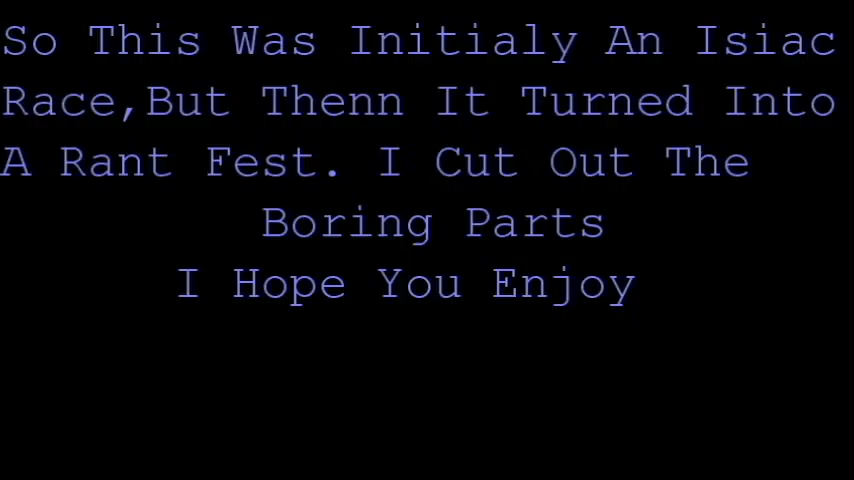 So This Was Initialy An Isiac
Race,But Thenn It Turned Into
A Rant Fest. I Cut Out The
Boring Parts
I Hope You Enjoy